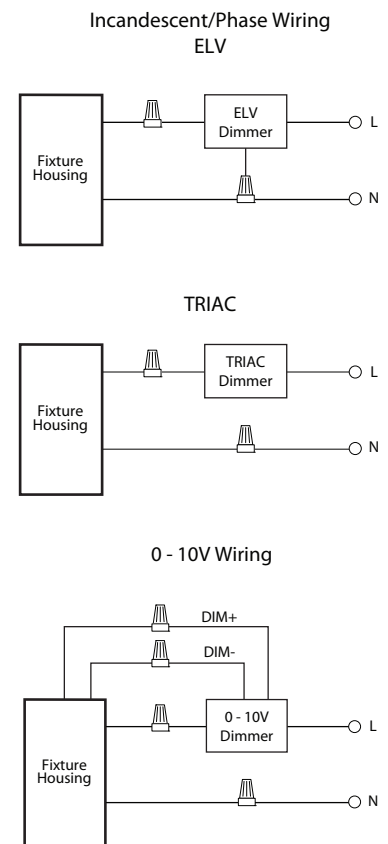 Incandescent/Phase Wiring
ELV
ELV
Dimmer
L
Fixture
Housing
N
TRIAC
TRIAC
Dimmer
L
Fixture
Housing
N
0 - 10V Wiring
DIM+
DIM-
0 - 10V
Dimmer
L
Fixture
Housing
N